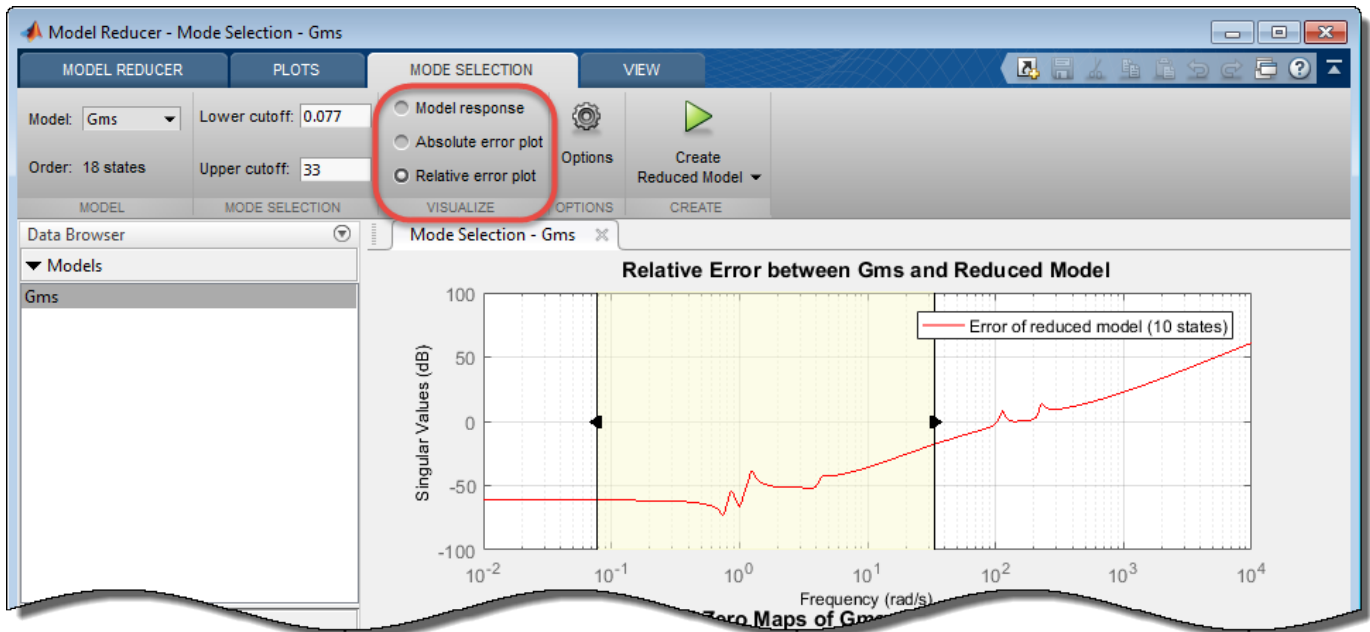 Model Reducer - Mode Selection - Gms
MODEL REDUCER
PLOTS
MODE SELECTION
VIEW
Model: Gms
Order: 18 states
MODEL
Lower cutoff: 0.077
Upper cutoff: 33
MODE SELECTION
Model response
Absolute error plot
Relative error plot
VISUALIZE
Options
OPTIONS
Create
Reduced Model
CREATE
Data Browser
Models
Gms
Mode Selection - Gms
Relative Error between Gms and Reduced Model
Error of reduced model (10 states)
Singular Values (dB)
100
50
0
-50
-100
10^-2
10^-1
10^0
10^1
10^2
10^3
10^4
Frequency (rad/s)
Zero Maps of Gms